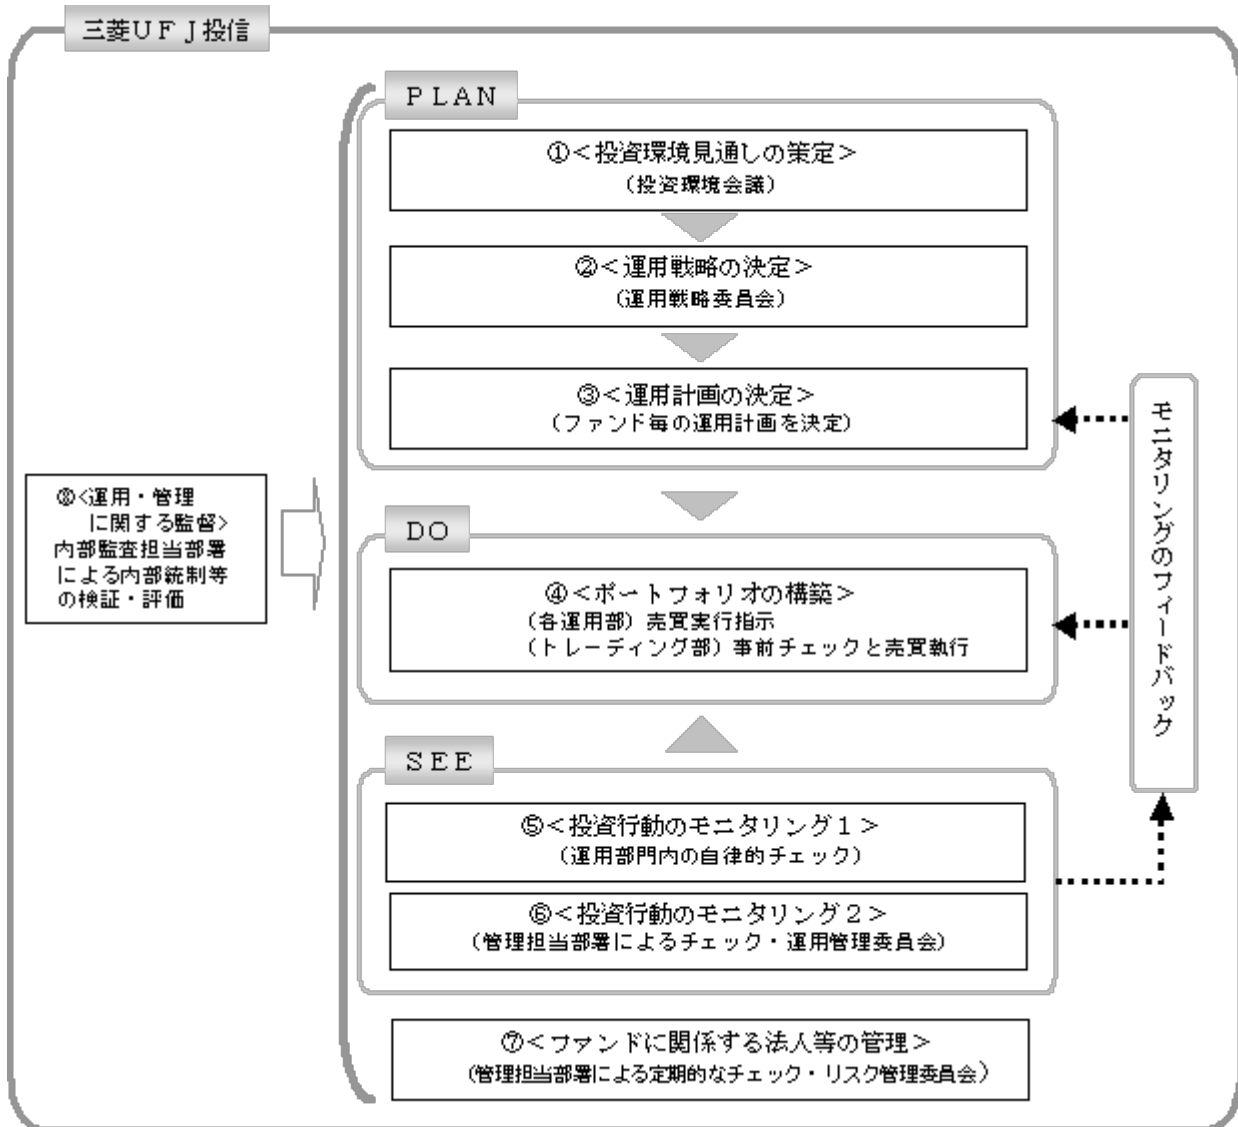 三菱ＵＦＪ投信
ＰＬＡＮ
①＜投資環境見通しの策定＞
（投資環境会議）
②＜運用戦略の決定＞
（運用戦略委員会）
③＜運用計画の決定＞
（ファンド毎の運用計画を決定）
⑧＜運用・管理
に関する監督＞
内部監査担当部署
による内部統制等
の検証・評価
ＤＯ
④＜ポートフォリオの構築＞
（各運用部）売買実行指示
（トレーディング部）事前チェックと売買執行
モニタリングのフィードバック
ＳＥＥ
⑤＜投資行動のモニタリング１＞
（運用部門内の自律的チェック）
⑥＜投資行動のモニタリング２＞
（管理担当部署によるチェック・運用管理委員会）
⑦＜ファンドに関係する法人等の管理＞
（管理担当部署による定期的なチェック・リスク管理委員会）